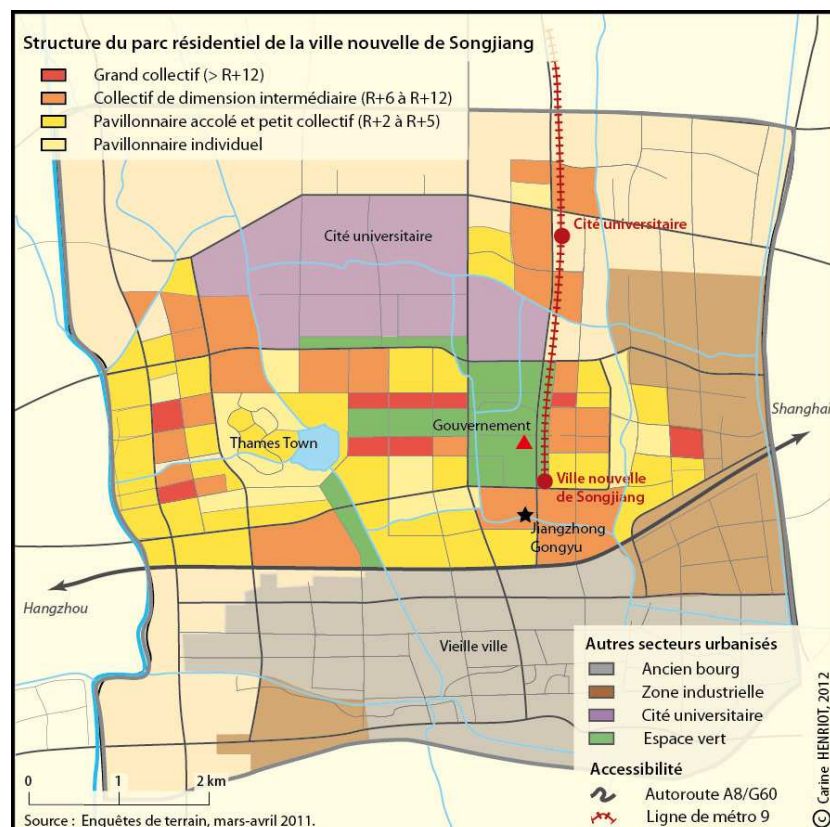 Structure du parc résidentiel de la ville nouvelle de Songjiang
Grand collectif (> R+12)
Collectif de dimension intermédiaire (R+6 à R+12)
Pavillonnaire accolé et petit collectif (R+2 à R+5)
Pavillonnaire individuel
Cité universitaire
Cité universitaire
Shanghai
Gouvernement
Thames Town
Ville nouvelle
de Songjiang
Jiangzhong
Gongyu
Hangzhou
Vieille ville
Autres secteurs urbanisés
Ancien bourg
Zone industrielle
Cité universitaire
Espace vert
Accessibilité
Autoroute A8/G60
Ligne de métro 9
0 1 2 km
Source : Enquêtes de terrain, mars-avril 2011.
© Carine HENRIOT, 2012